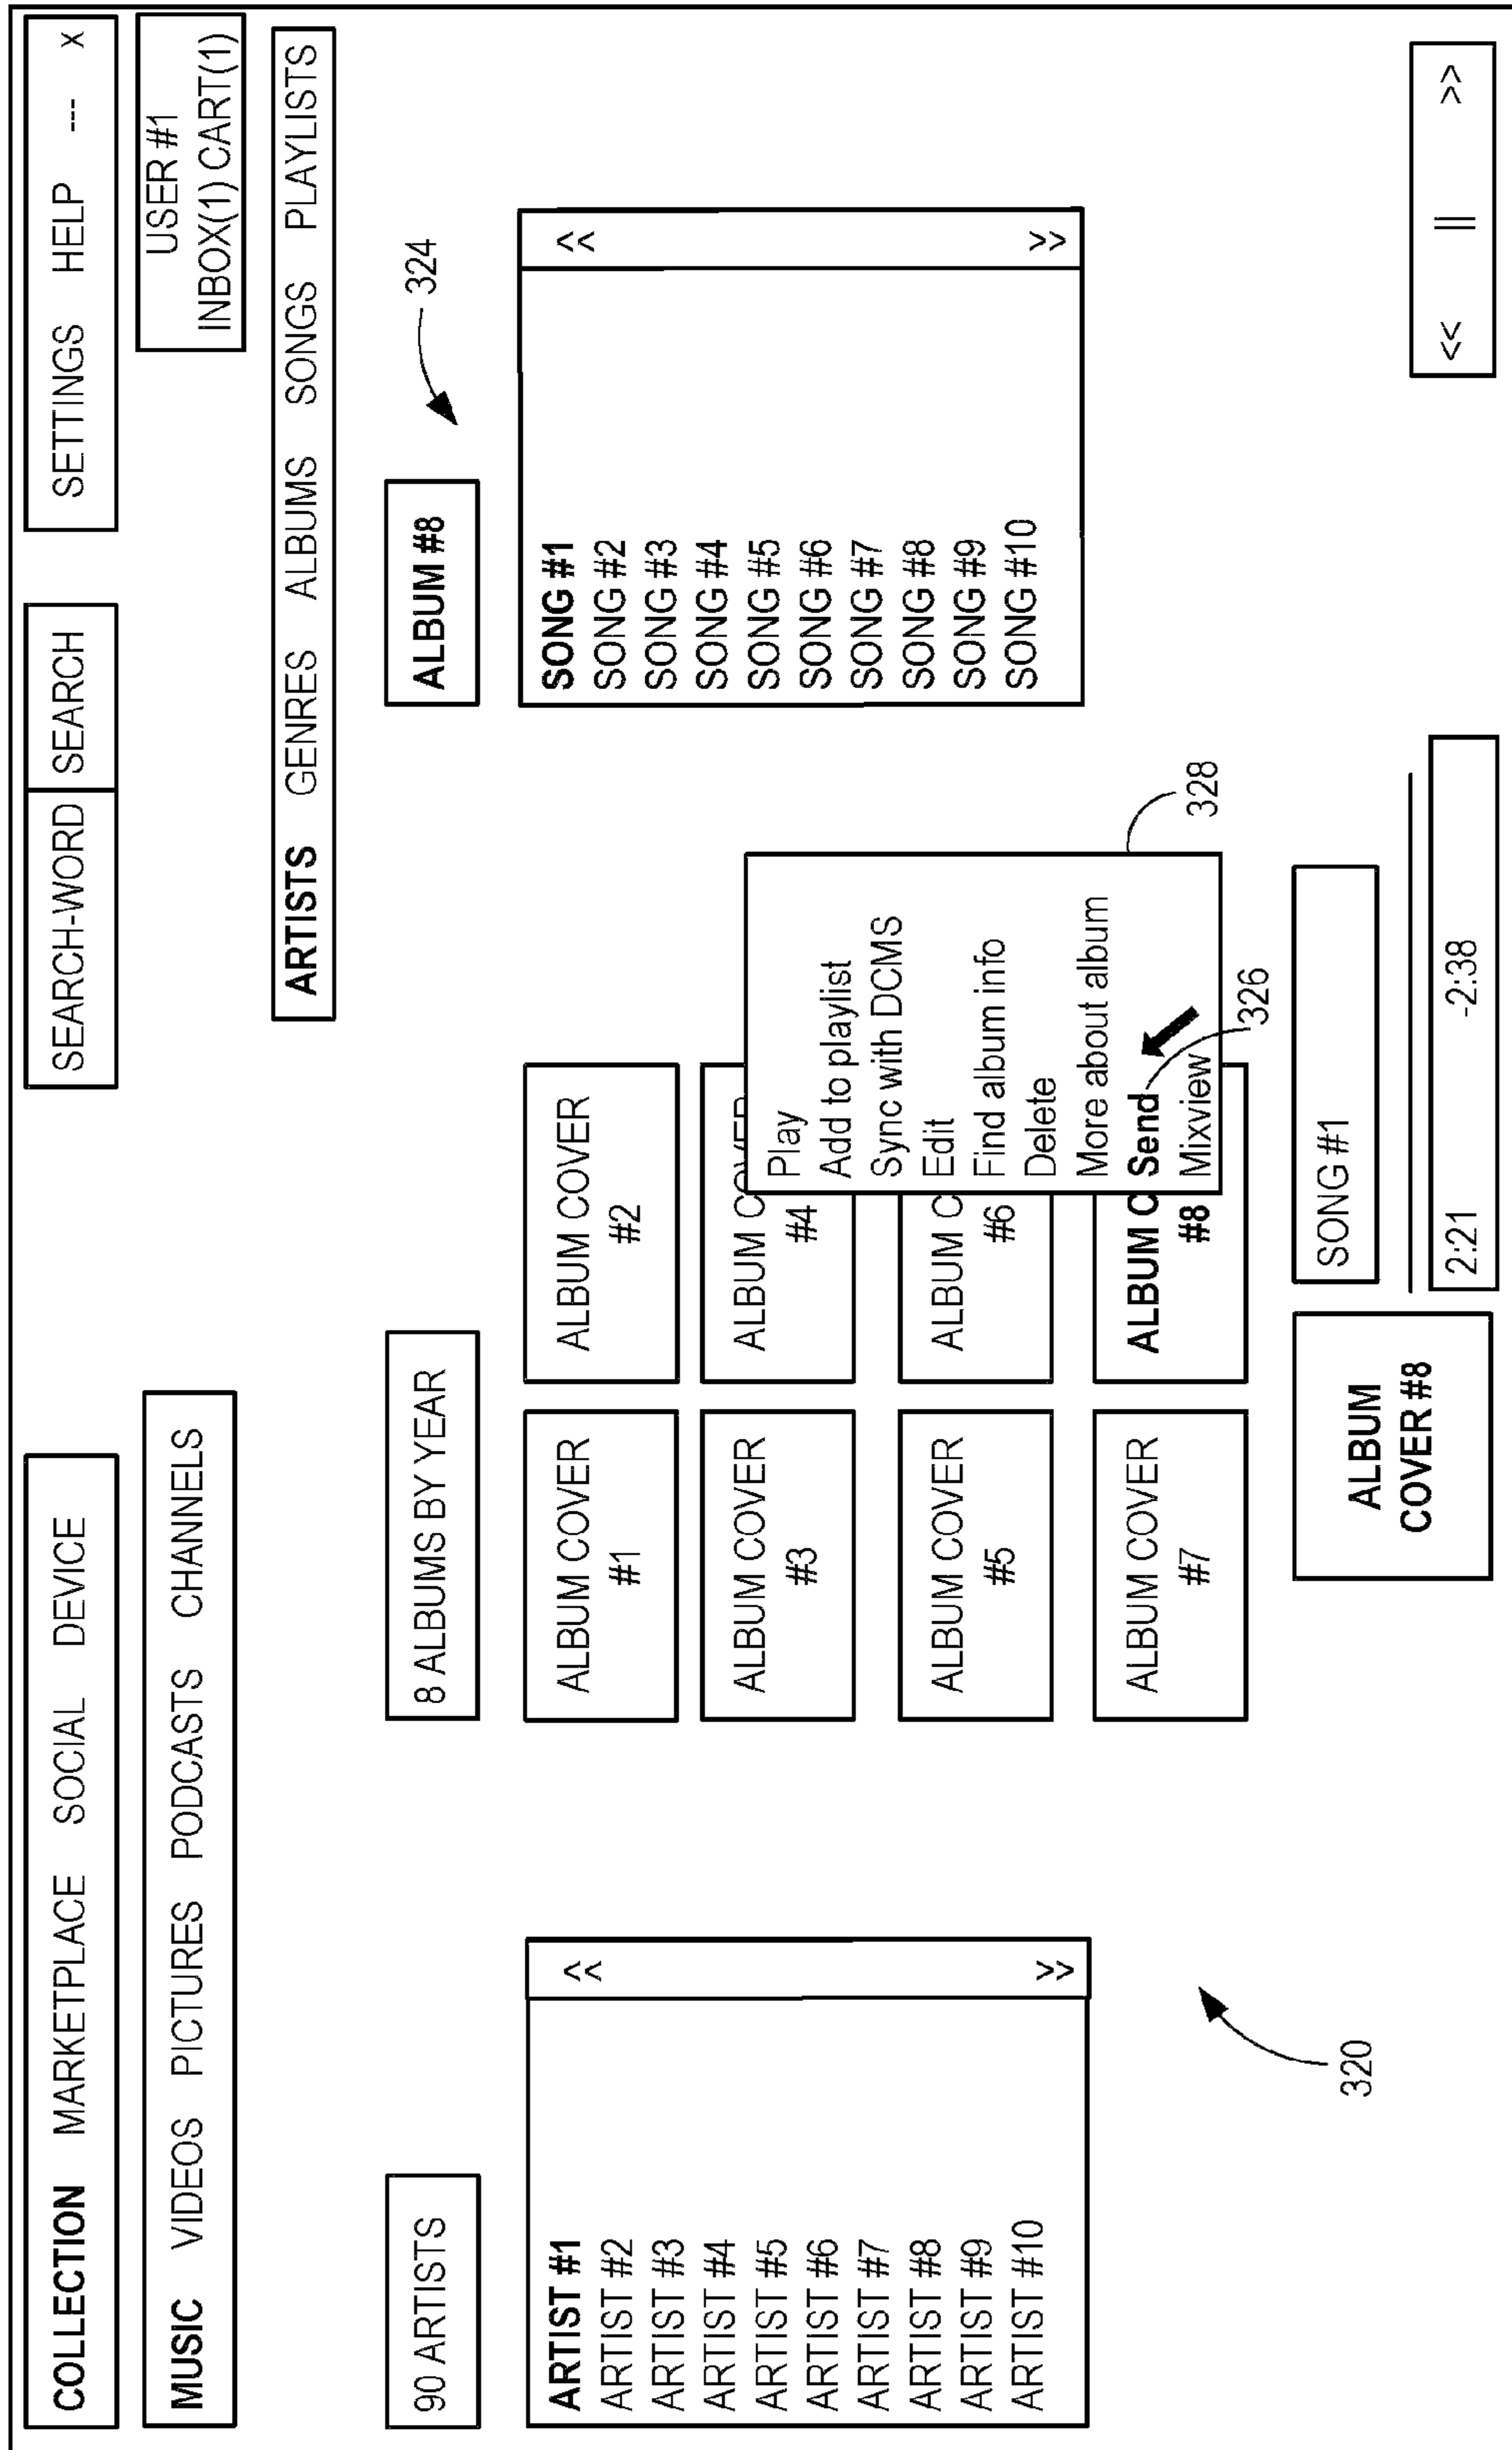 COLLECTION MARKETPLACE SOCIAL DEVICE
SEARCH-WORD SEARCH
SETTINGS HELP --- x
MUSIC VIDEOS PICTURES PODCASTS CHANNELS
USER #1
INBOX(1) CART(1)
ARTISTS GENRES ALBUMS SONGS PLAYLISTS
90 ARTISTS
ARTIST #1
ARTIST #2
ARTIST #3
ARTIST #4
ARTIST #5
ARTIST #6
ARTIST #7
ARTIST #8
ARTIST #9
ARTIST #10
<<
>>
320
8 ALBUMS BY YEAR
ALBUM COVER
#1
ALBUM COVER
#2
ALBUM COVER
#3
ALBUM COVER
#4
ALBUM COVER
#5
ALBUM C
#6
ALBUM COVER
#7
ALBUM C
#8
Play
Add to playlist
Sync with DCMS
Edit
Find album info
Delete
More about album
Send
Mixview
326
328
ALBUM #8
324
SONG #1
SONG #2
SONG #3
SONG #4
SONG #5
SONG #6
SONG #7
SONG #8
SONG #9
SONG #10
<<
>>
ALBUM
COVER #8
SONG #1
2:21 -2:38
<< || >>